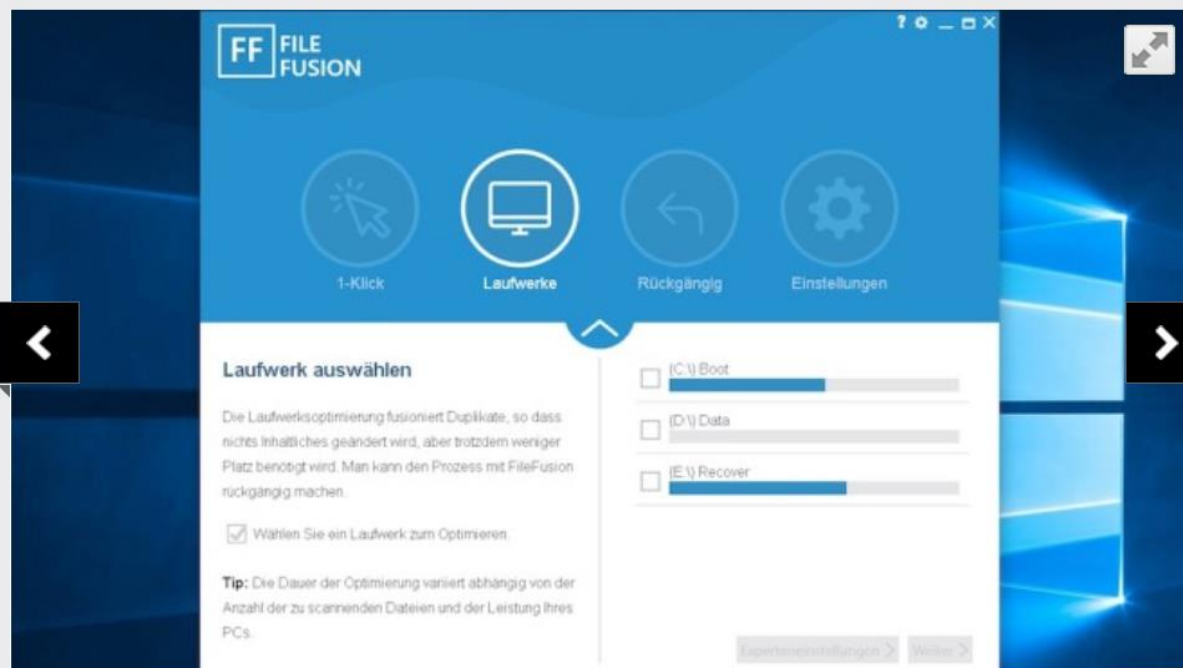 FF FILE
FUSION
?
1-Klick
Laufwerke
Rückgängig
Einstellungen
Laufwerk auswählen
Die Laufwerksoptimierung fusioniert Duplikate, so dass
nichts Inhaltliches geändert wird, aber trotzdem weniger
Platz benötigt wird. Man kann den Prozess mit FileFusion
rückgängig machen.
Wählen Sie ein Laufwerk zum Optimieren.
Tip: Die Dauer der Optimierung variiert abhängig von der
Anzahl der zu scannenden Dateien und der Leistung Ihres
PCs.
(C:\) Boot
(D:\) Data
(E:\) Recover
Experteneinstellungen
Weiter